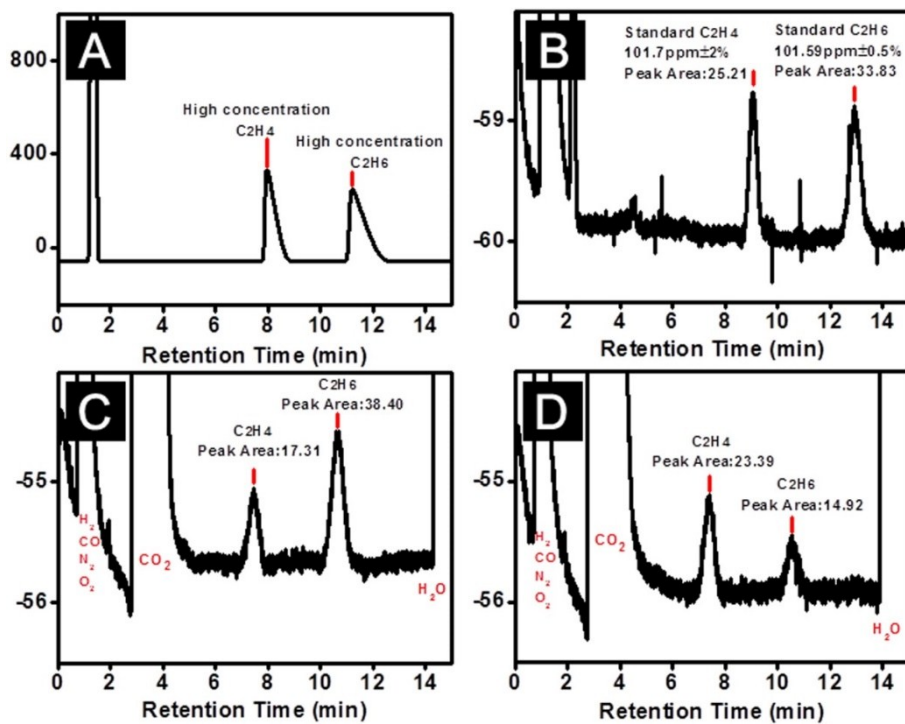 A
800
400
0
High concentration
C2H4
High concentration
C2H6
0 2 4 6 8 10 12 14
Retention Time (min)
B
Standard C2H4
101.7ppm±2%
Peak Area:25.21
Standard C2H6
101.59ppm±0.5%
Peak Area:33.83
-59
-60
0 2 4 6 8 10 12 14
Retention Time (min)
C
C2H6
Peak Area:38.40
C2H4
Peak Area:17.31
-55
-56
H2
CO
N2
O2
CO2
H2O
0 2 4 6 8 10 12 14
Retention Time (min)
D
C2H4
Peak Area:23.39
C2H6
Peak Area:14.92
-55
-56
H2
CO
N2
O2
CO2
H2O
0 2 4 6 8 10 12 14
Retention Time (min)